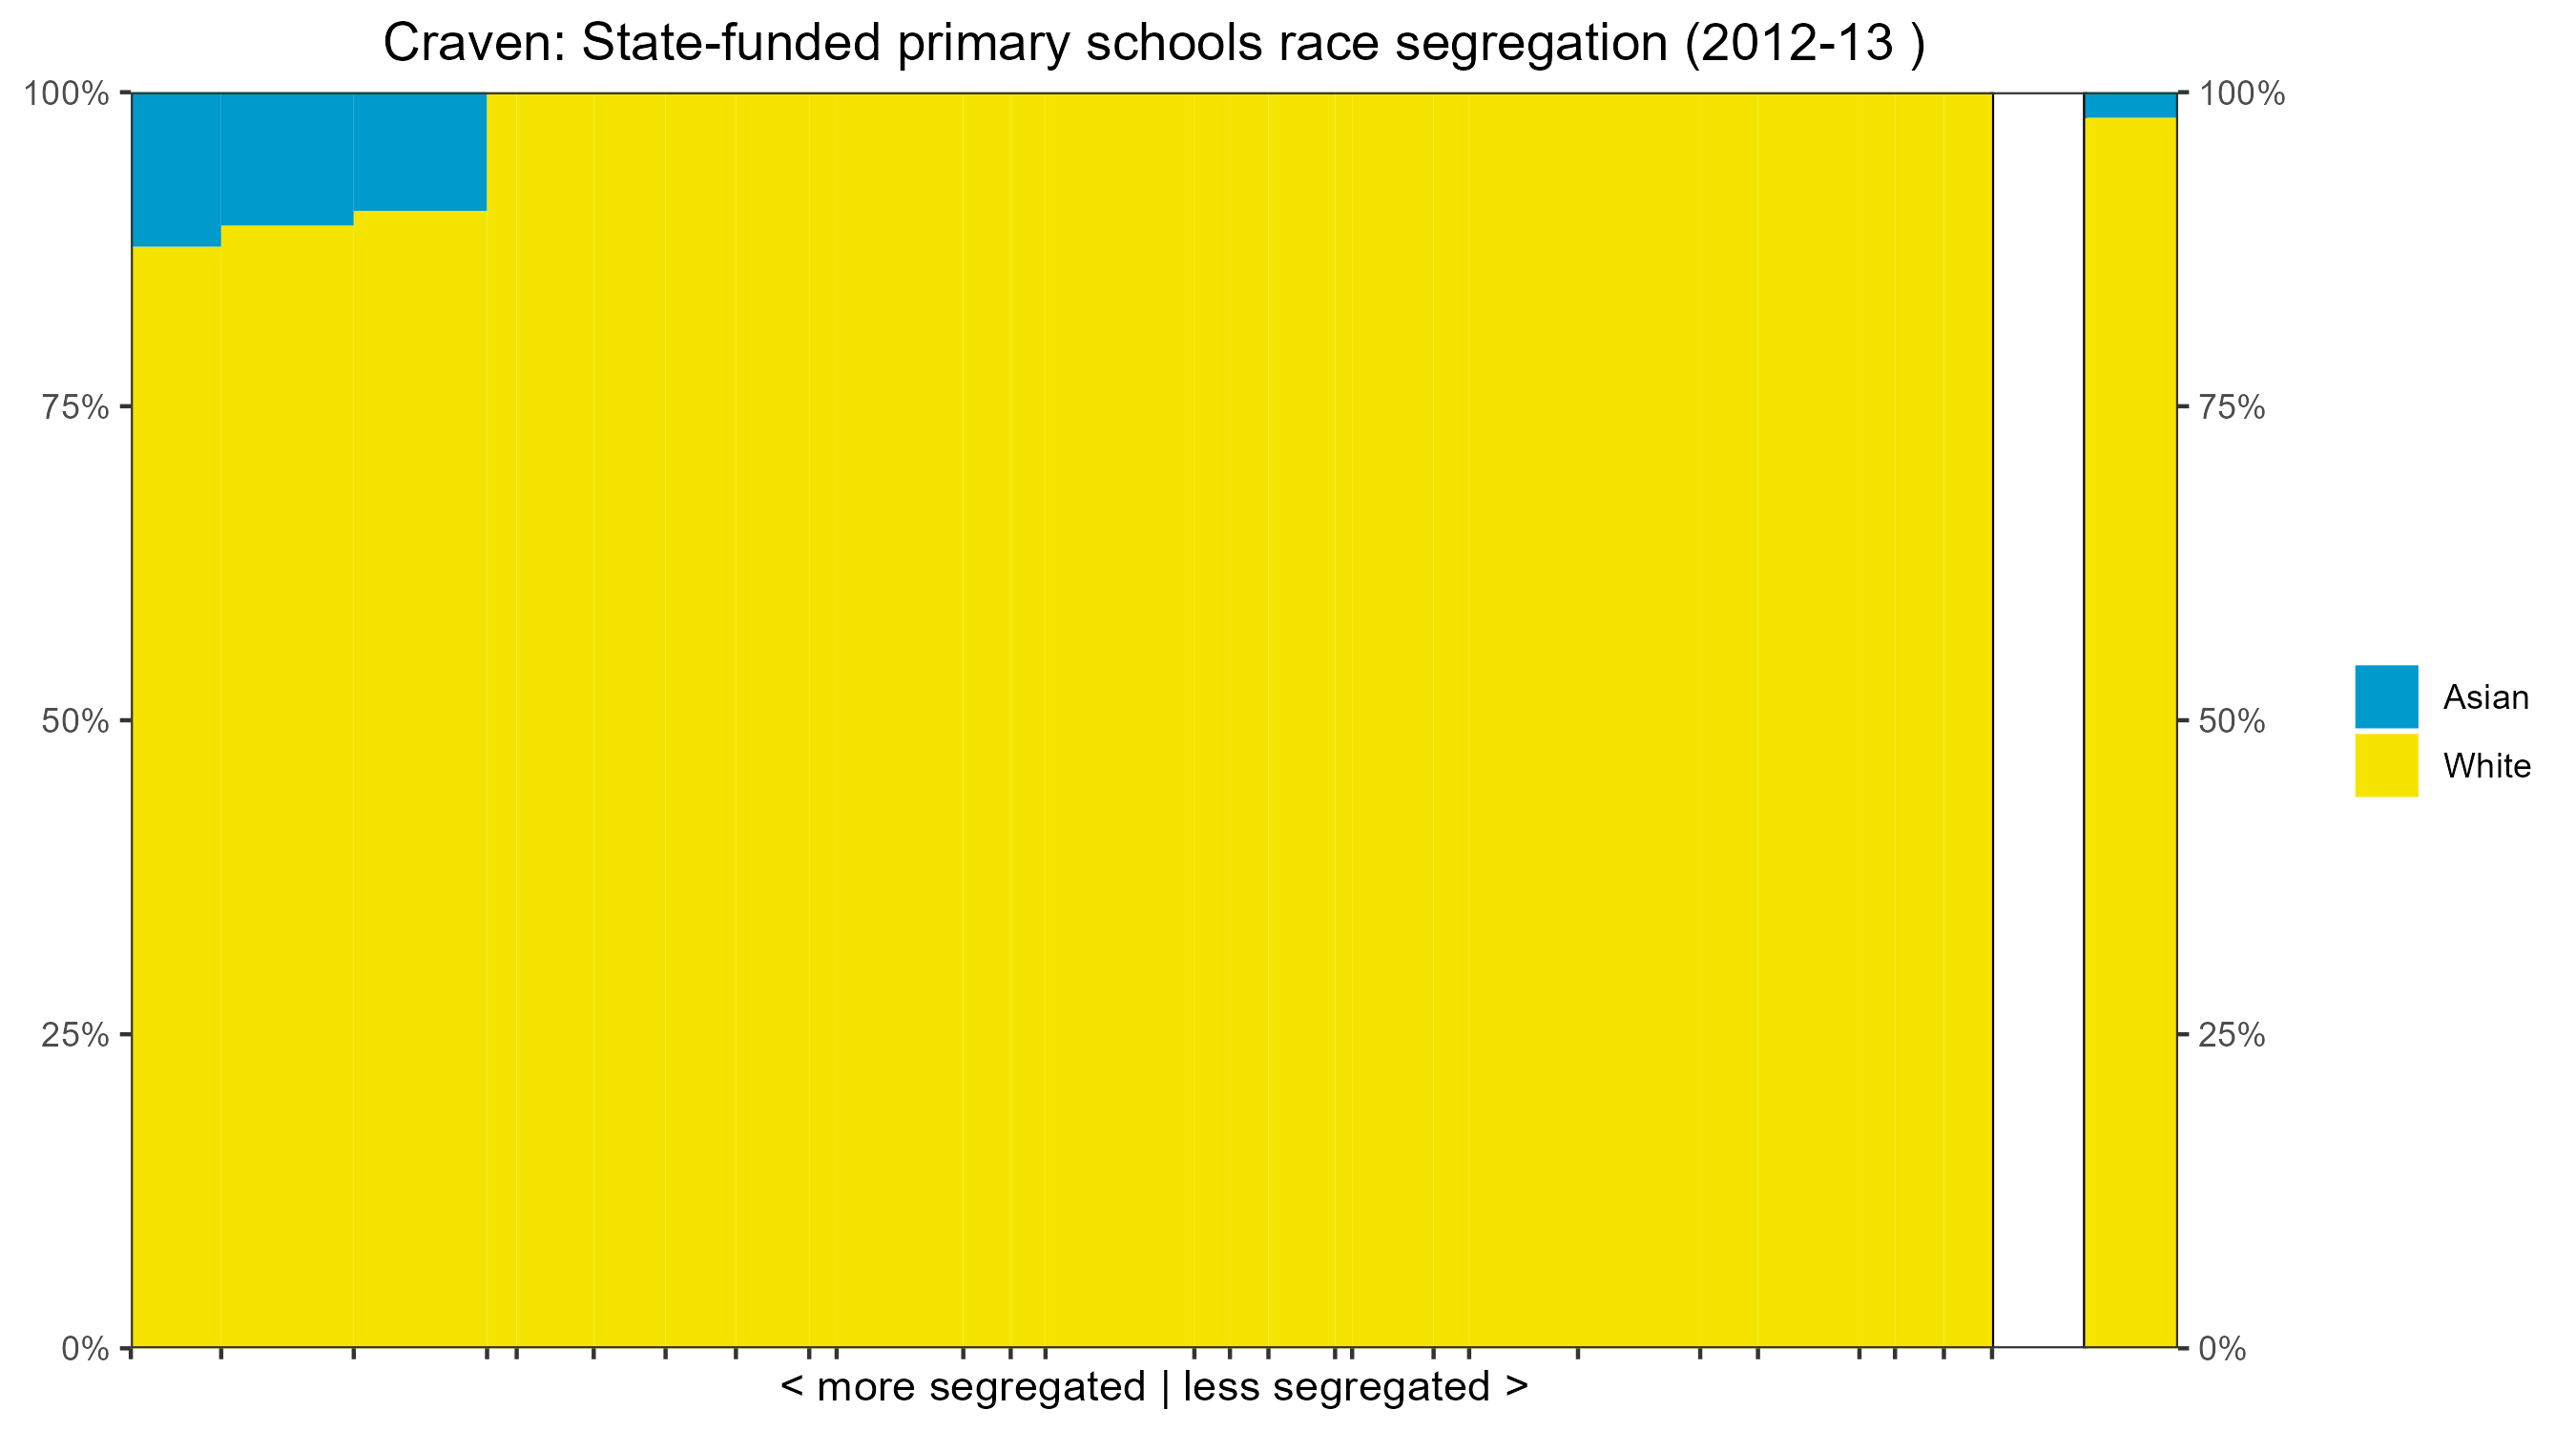 Craven: State-funded primary schools race segregation (2012-13 )
100%
75%
50%
25%
0%
100%
75%
50%
25%
0%
Asian
White
< more segregated | less segregated >